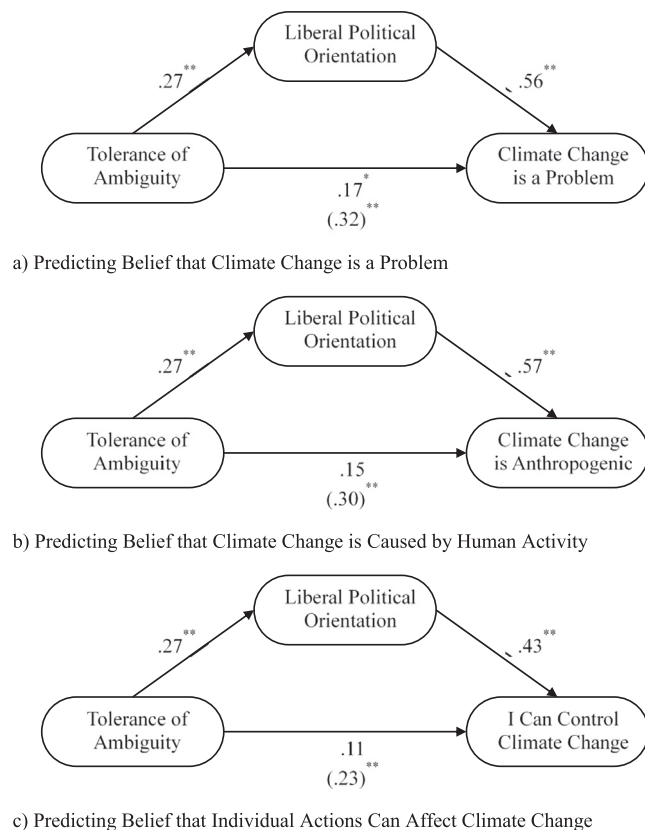 Liberal Political
Orientation
.27**
.56**
Tolerance of
Ambiguity
Climate Change
is a Problem
.17*
(.32)**
a) Predicting Belief that Climate Change is a Problem
Liberal Political
Orientation
.27**
.57**
Tolerance of
Ambiguity
Climate Change
is Anthropogenic
.15
(.30)**
b) Predicting Belief that Climate Change is Caused by Human Activity
Liberal Political
Orientation
.27**
.43**
Tolerance of
Ambiguity
I Can Control
Climate Change
.11
(.23)**
c) Predicting Belief that Individual Actions Can Affect Climate Change